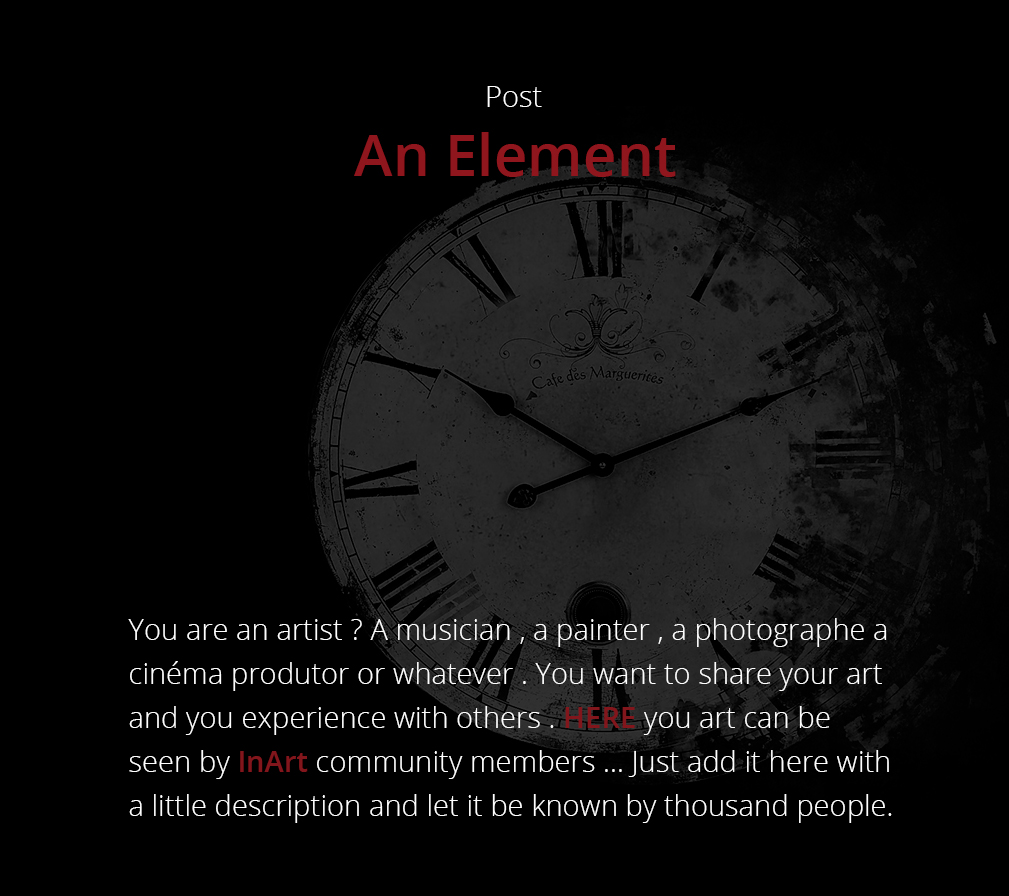 Post
An Element
XII
Cafe des Marguerites
You are an artist ? A musician , a painter , a photographe a
cinéma produtor or whatever . You want to share your art
and you experience with others . HERE you art can be
seen by InArt community members ... Just add it here with
a little description and let it be known by thousand people.